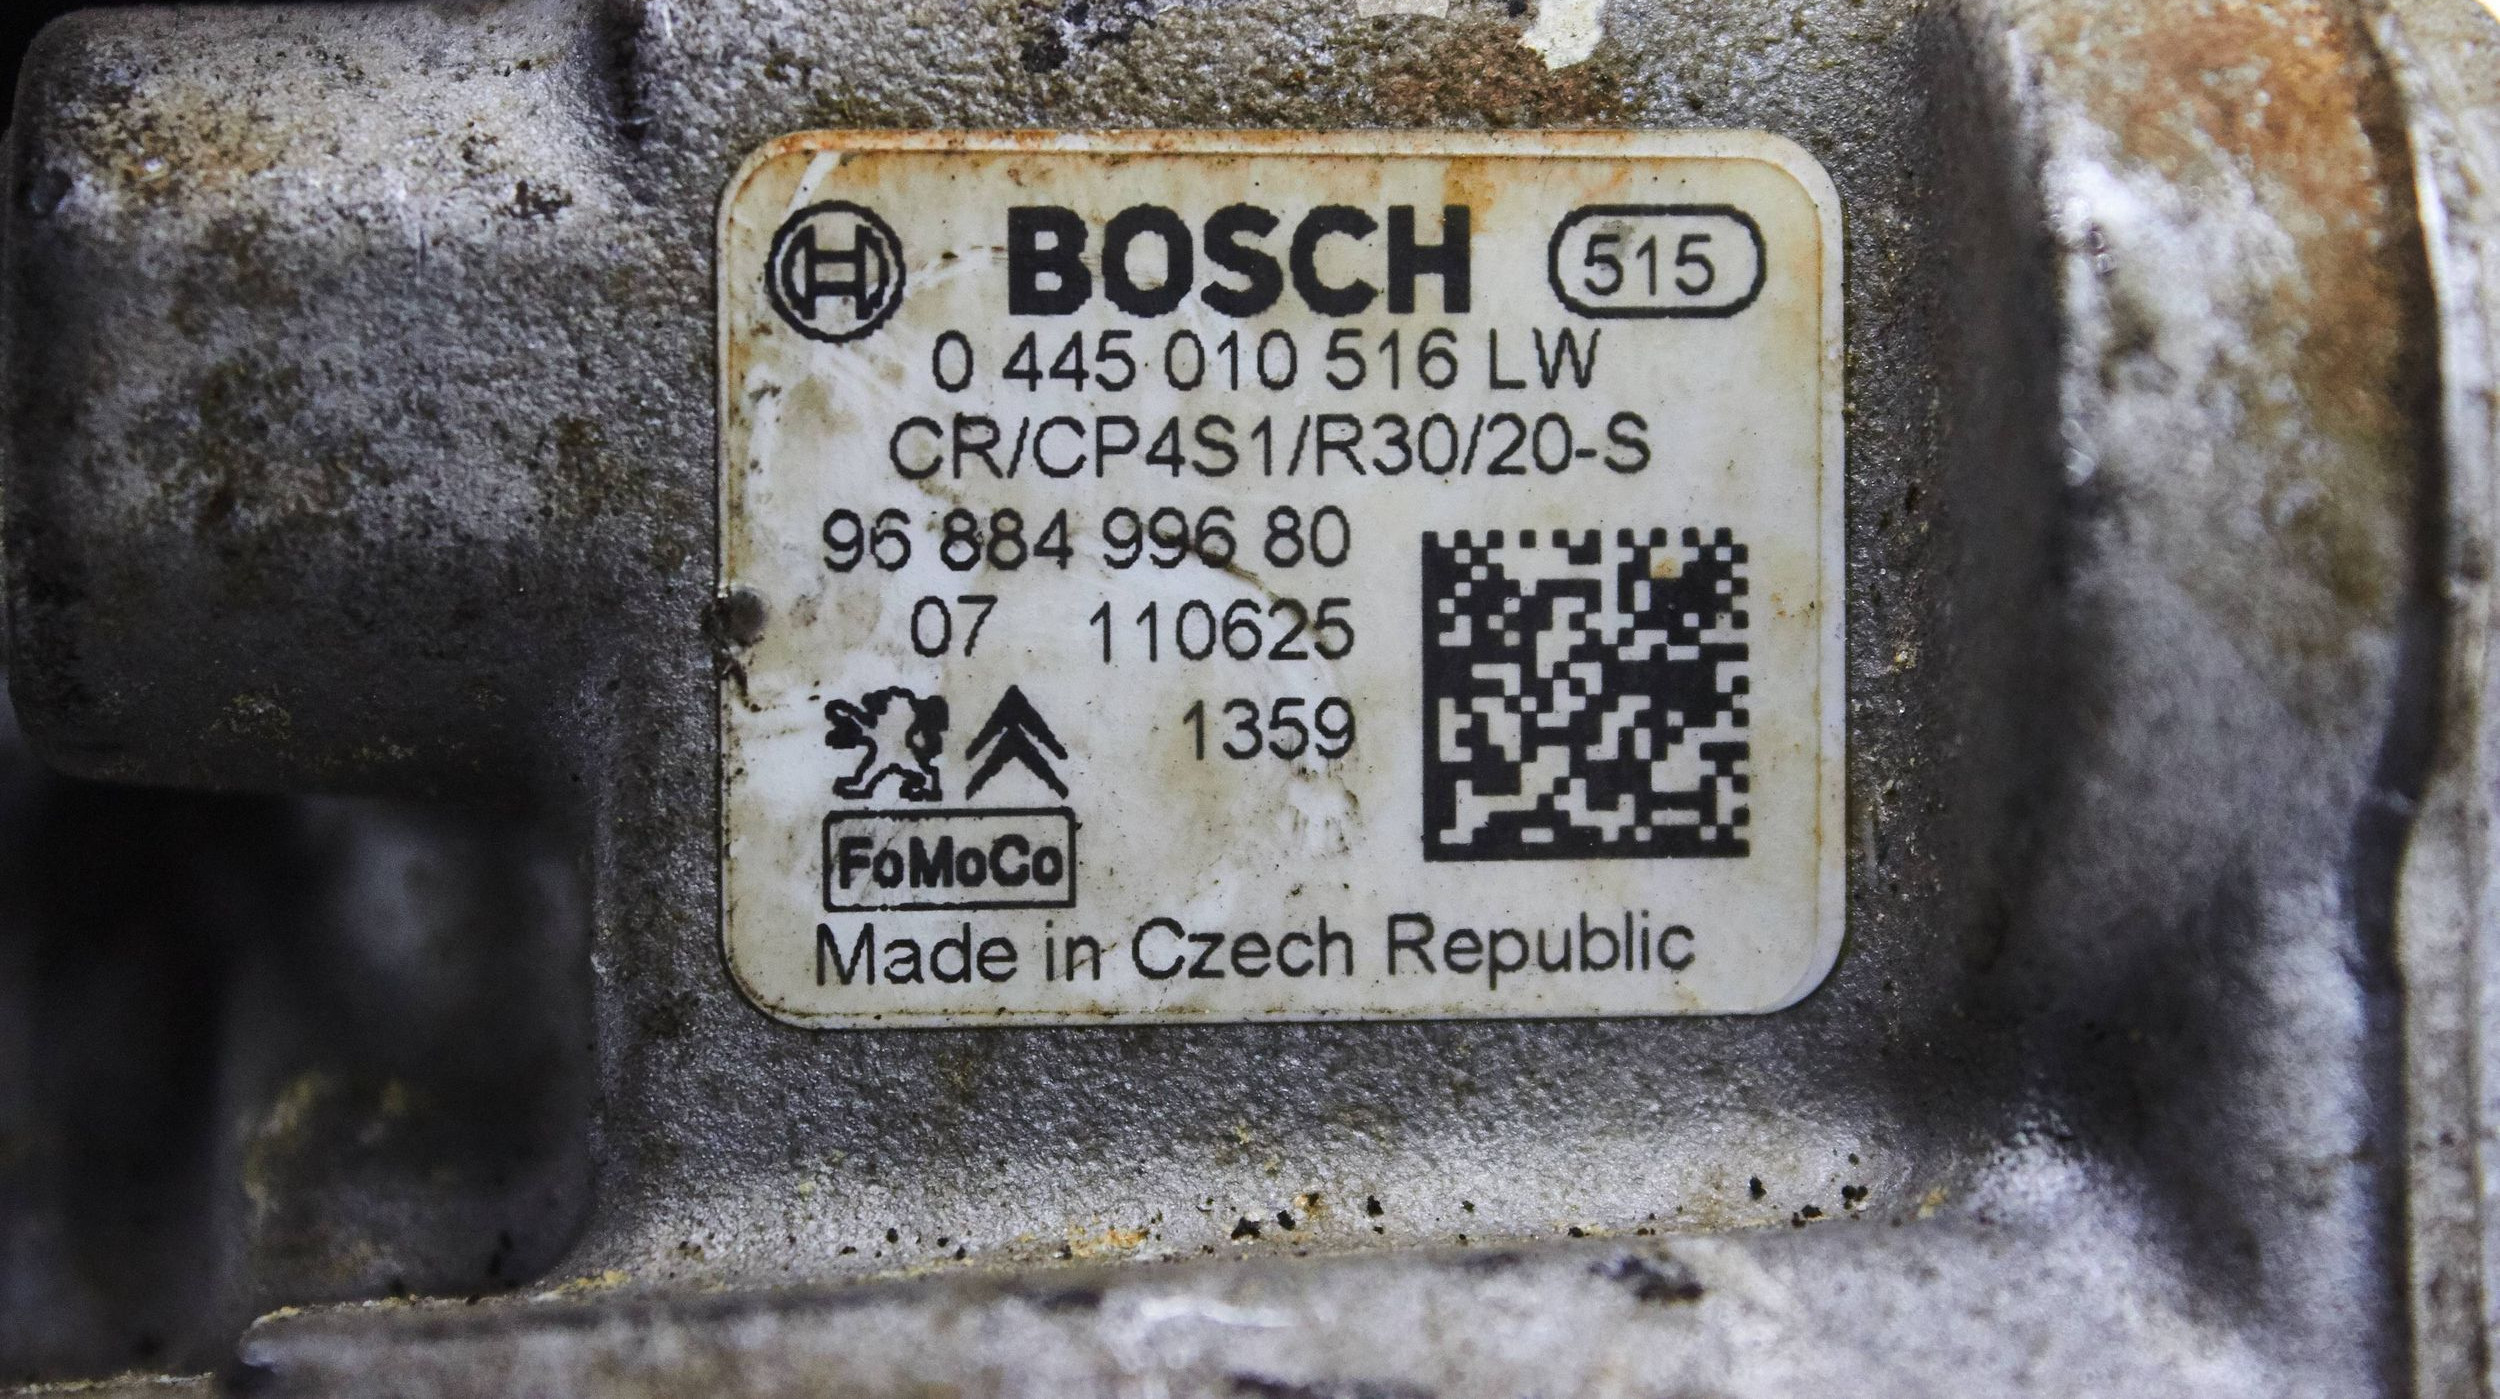 BOSCH 515
0 445 010 516 LW
CR/CP4S1/R30/20-S
96 884 996 80
07 110625
1359
FoMoCo
Made in Czech Republic